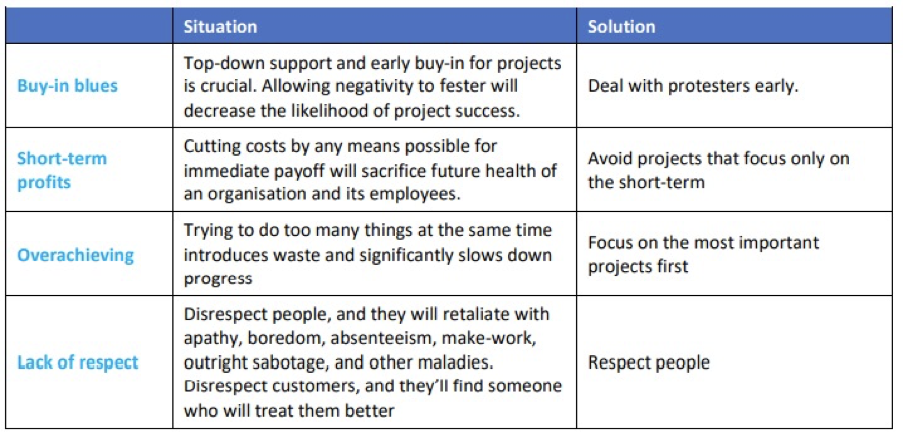 Situation
Solution
Buy-in blues
Top-down support and early buy-in for projects
is crucial. Allowing negativity to fester will
decrease the likelihood of project success.
Deal with protesters early.
Short-term
profits
Cutting costs by any means possible for
immediate payoff will sacrifice future health of
an organisation and its employees.
Avoid projects that focus only on
the short-term
Overachieving
Trying to do too many things at the same time
introduces waste and significantly slows down
progress
Focus on the most important
projects first
Lack of respect
Disrespect people, and they will retaliate with
apathy, boredom, absenteeism, make-work,
outright sabotage, and other maladies.
Disrespect customers, and they’ll find someone
who will treat them better
Respect people